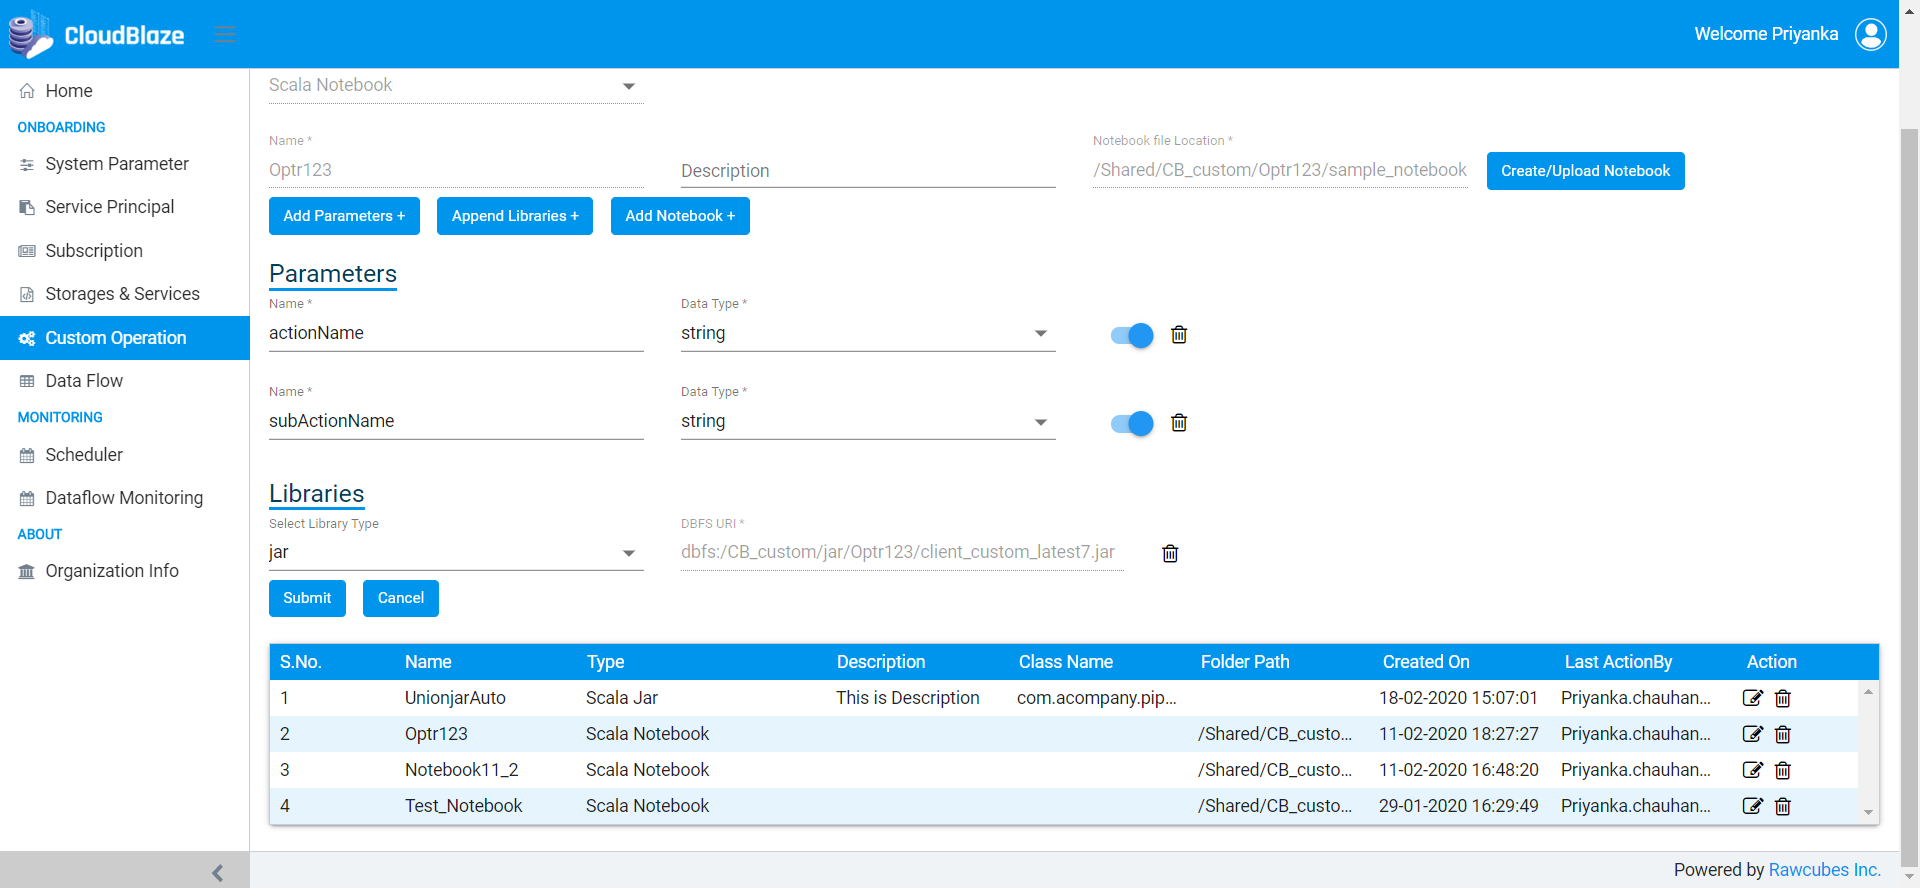 CloudBlaze
Welcome Priyanka
Home
ONBOARDING
System Parameter
Service Principal
Subscription
Storages & Services
Custom Operation
Data Flow
MONITORING
Scheduler
Dataflow Monitoring
ABOUT
Organization Info
Scala Notebook
Name * Notebook file Location *
Optr123 Description /Shared/CB_custom/Optr123/sample_notebook Create/Upload Notebook
Add Parameters + Append Libraries + Add Notebook +
Parameters
Name * Data Type *
actionName string
Name * Data Type *
subActionName string
Libraries
Select Library Type DBFS URI *
jar dbfs:/CB_custom/jar/Optr123/client_custom_latest7.jar
Submit Cancel
S.No. Name Type Description Class Name Folder Path Created On Last ActionBy Action
1 UnionjarAuto Scala Jar This is Description com.acompany.pip... 18-02-2020 15:07:01 Priyanka.chauhan...
2 Optr123 Scala Notebook /Shared/CB_custo... 11-02-2020 18:27:27 Priyanka.chauhan...
3 Notebook11_2 Scala Notebook /Shared/CB_custo... 11-02-2020 16:48:20 Priyanka.chauhan...
4 Test_Notebook Scala Notebook /Shared/CB_custo... 29-01-2020 16:29:49 Priyanka.chauhan...
Powered by Rawcubes Inc.